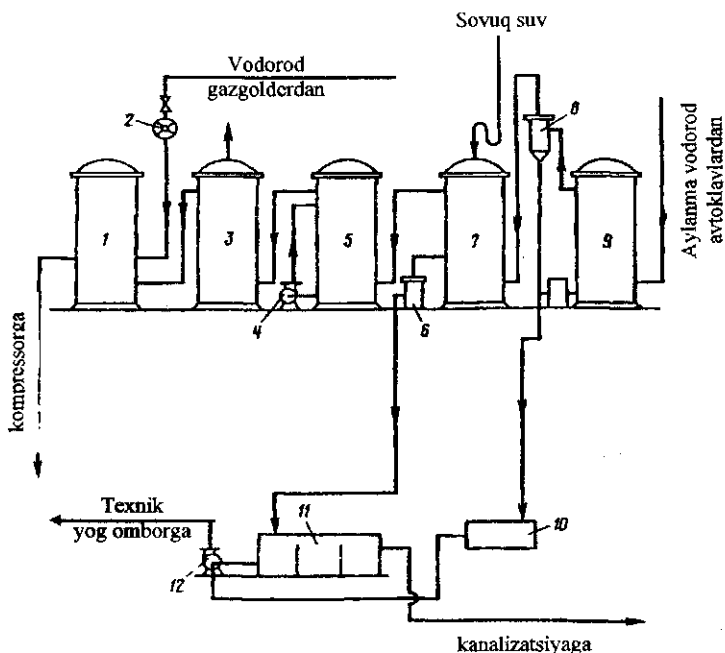 Sovuq suv
Vodorod
gazgolderdan
2
8
Aylanma vodorod
avtoklavlardan
1
3
5
7
9
4
6
kompressorga
Texnik
yog omborga
11
10
12
kanalizatsiyaga